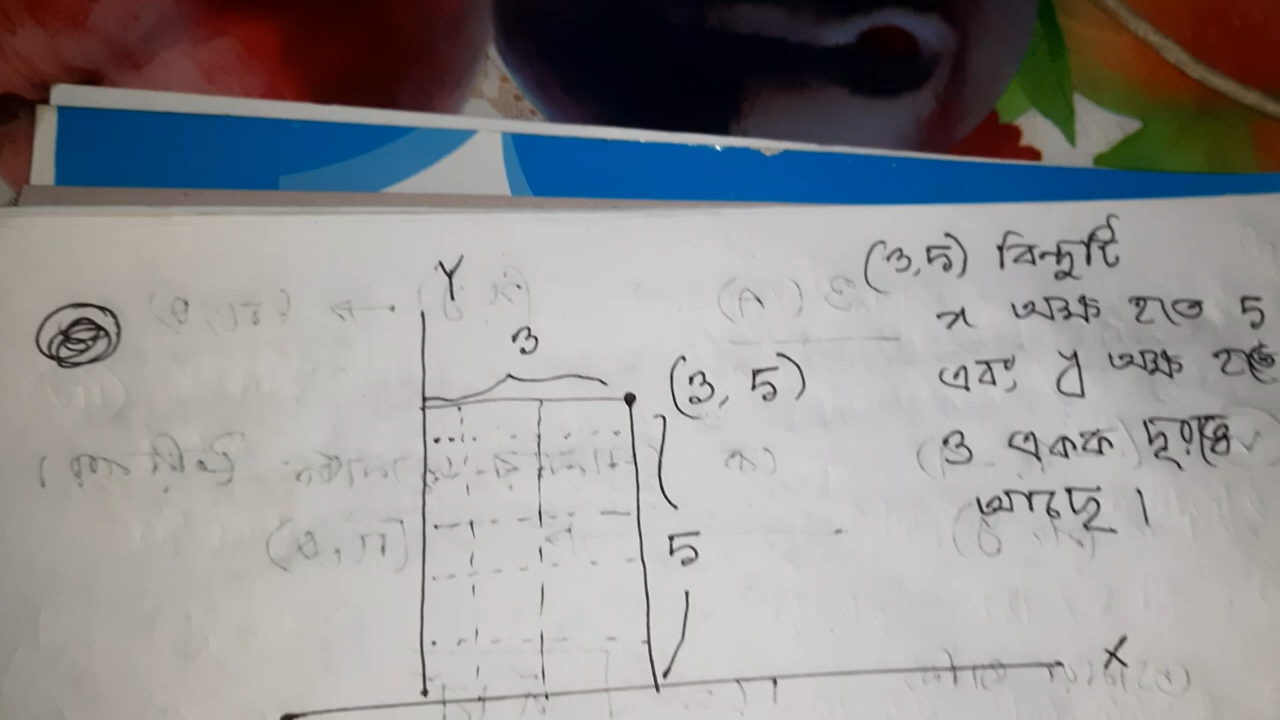 Y
3
(3, 5)
5
X
(3,5) বিন্দুটি
x অক্ষ হতে 5
এবং y অক্ষ হতে
3 একক দূরত্বে
আছে।